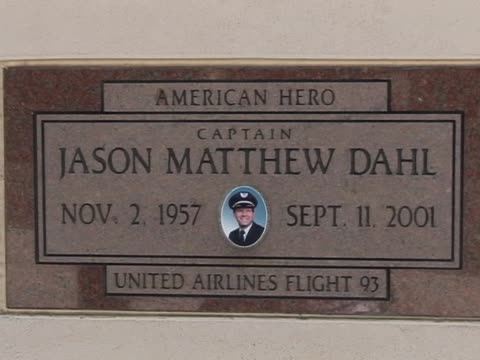 AMERICAN HERO
CAPTAIN
JASON MATTHEW DAHL
NOV. 2, 1957 SEPT. 11, 2001
UNITED AIRLINES FLIGHT 93